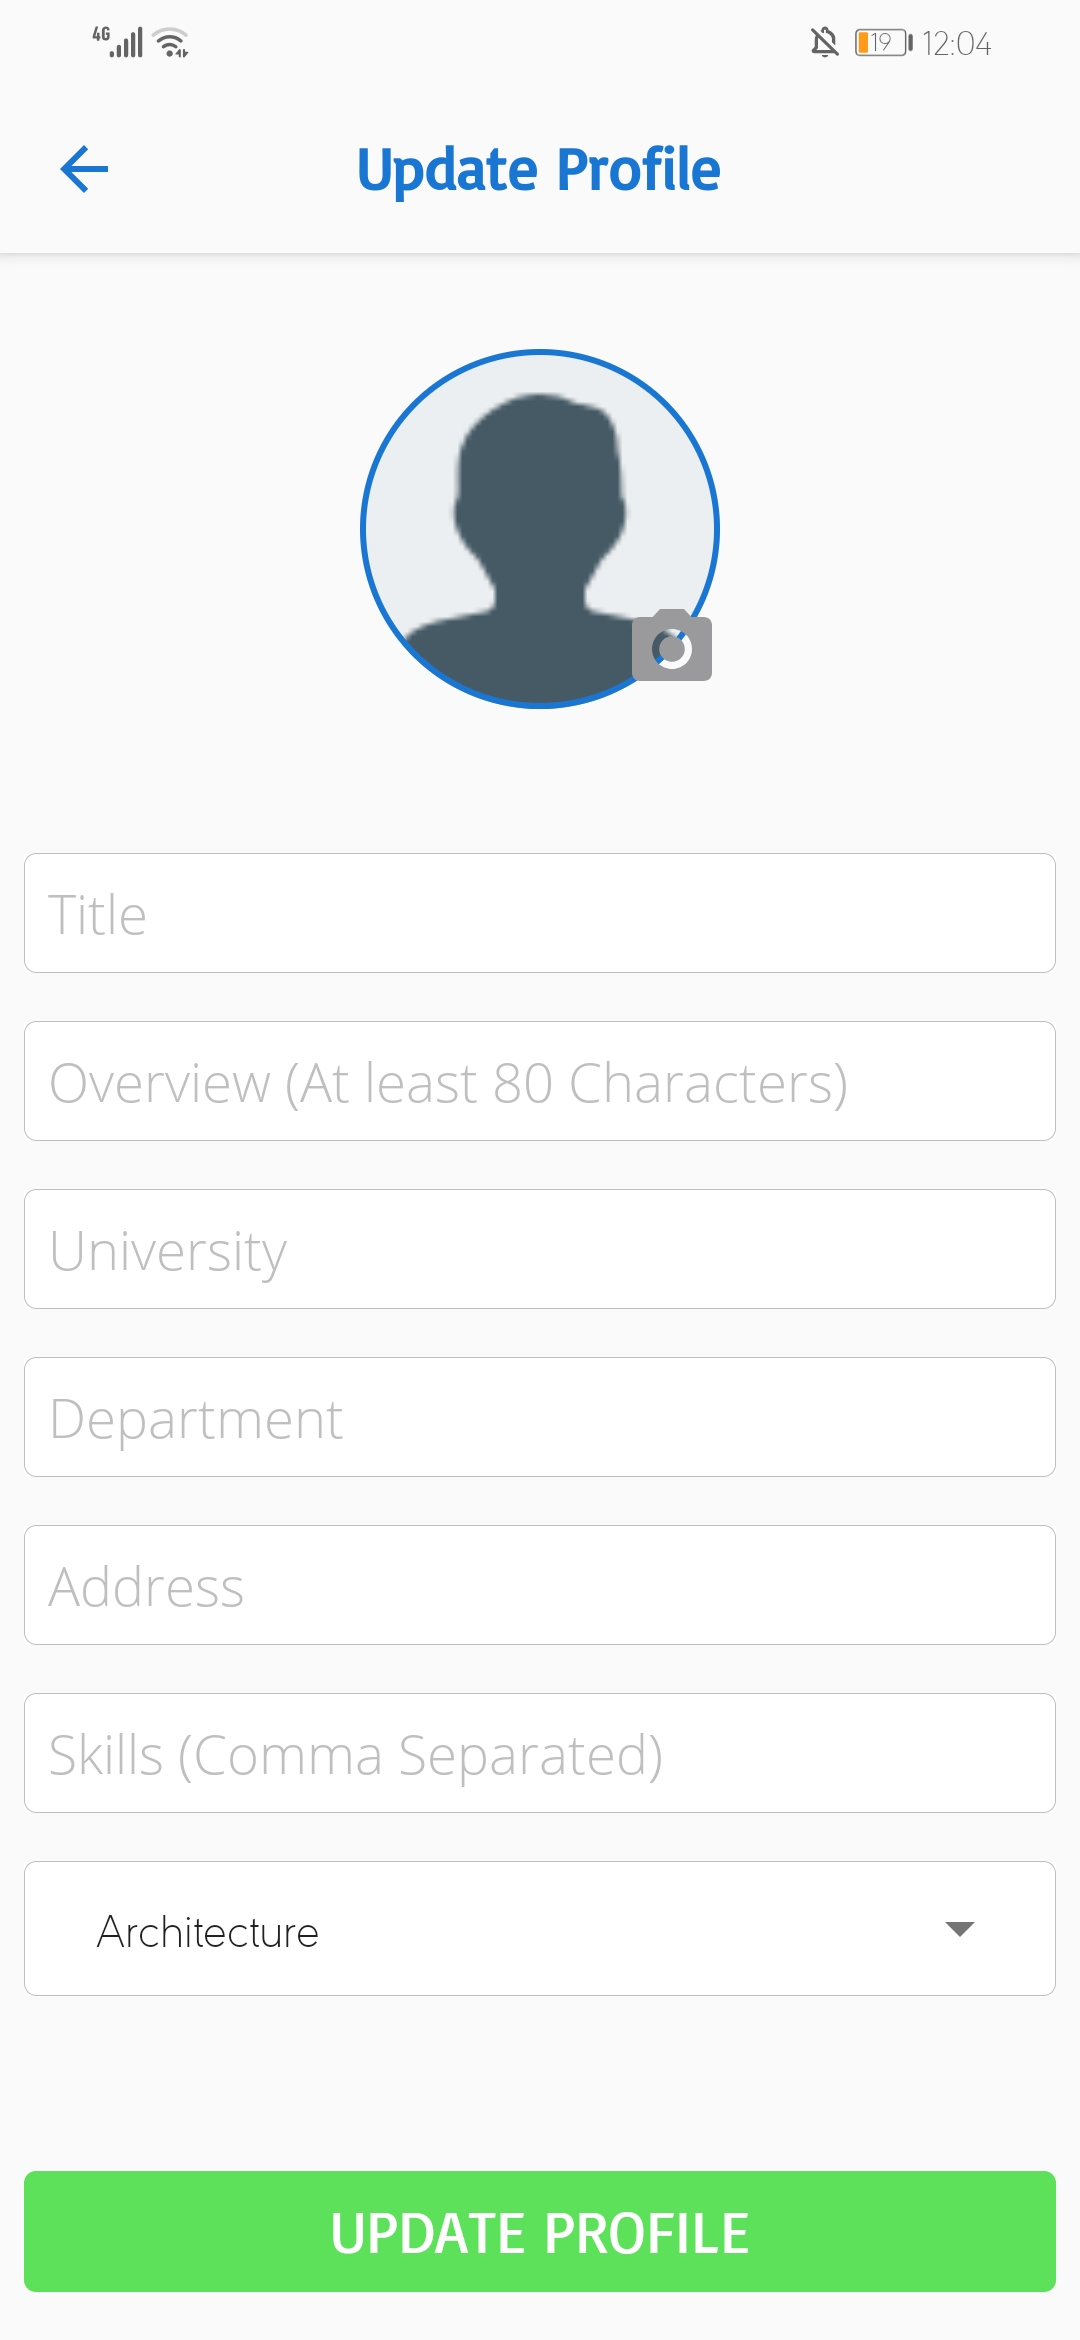 4G 19 12:04
Update Profile
Title
Overview (At least 80 Characters)
University
Department
Address
Skills (Comma Separated)
Architecture
UPDATE PROFILE